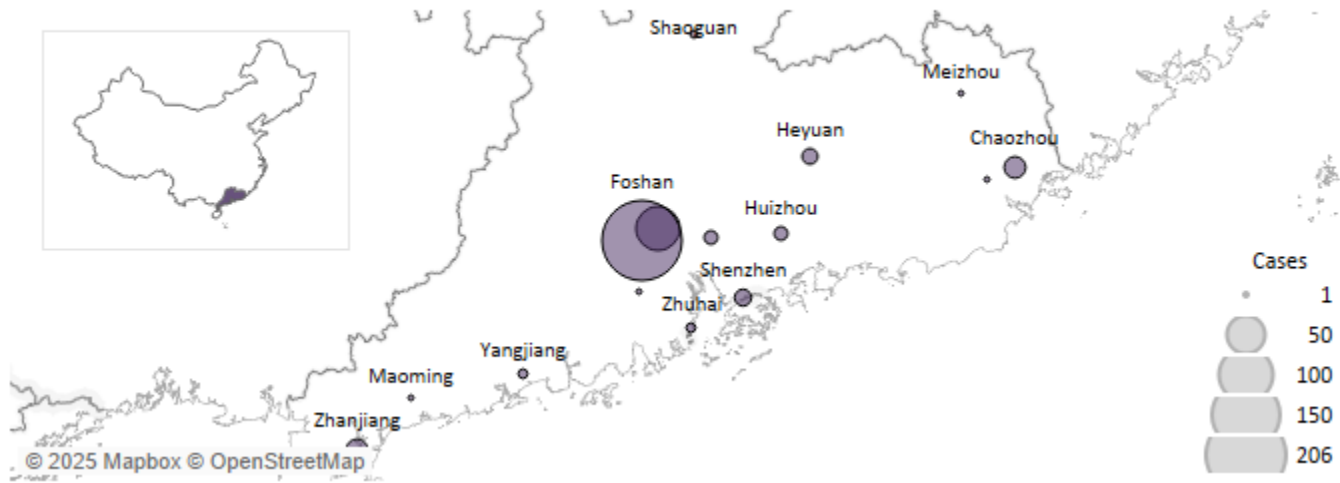 Shaoguan
Meizhou
Heyuan
Chaozhou
Foshan
Huizhou
Shenzhen
Zhuhai
Yangjiang
Maoming
Zhanjiang
Cases
1
50
100
150
206
© 2025 Mapbox © OpenStreetMap